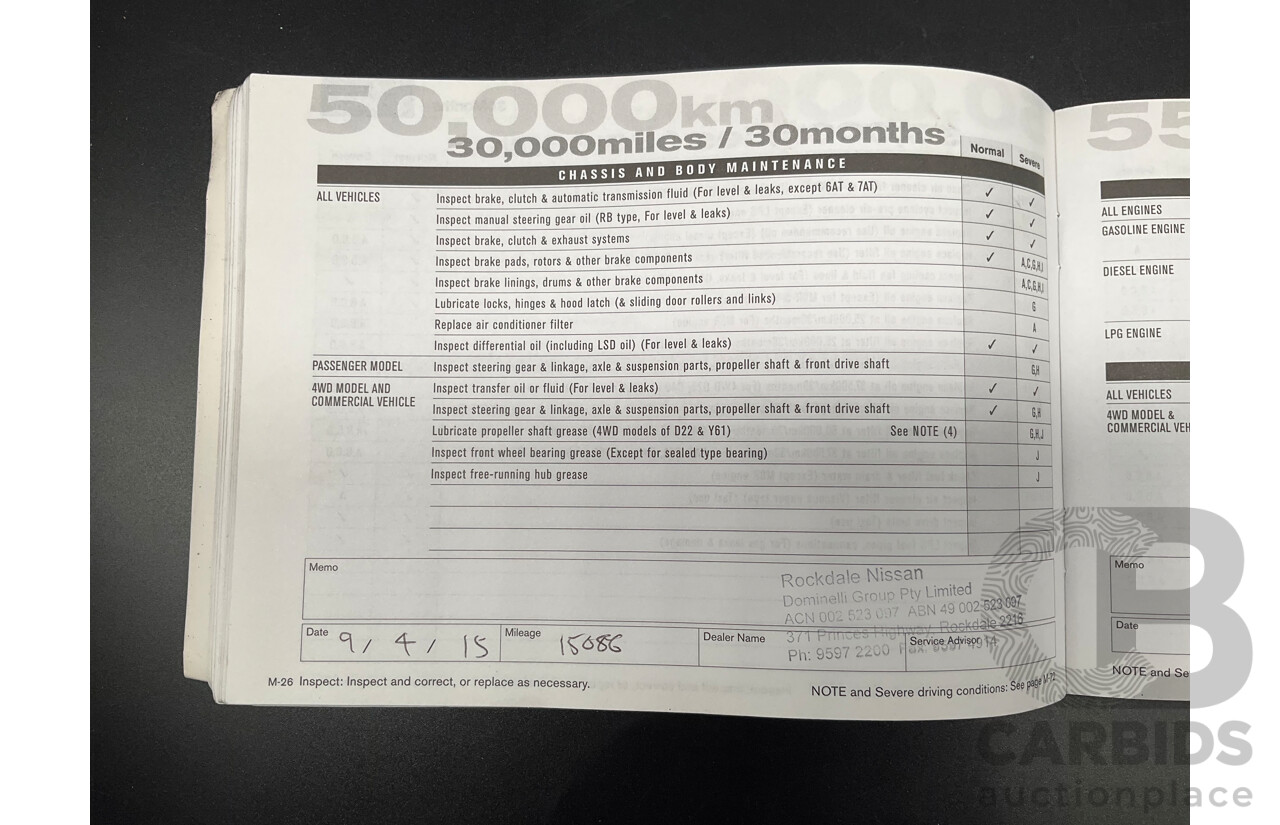 50,000km
30,000miles / 30months
Normal Severe
CHASSIS AND BODY MAINTENANCE
ALL VEHICLES Inspect brake, clutch & automatic transmission fluid (For level & leaks, except 6AT & 7AT) ✓ ✓
Inspect manual steering gear oil (RB type, For level & leaks) ✓ ✓
Inspect brake, clutch & exhaust systems ✓ ✓
Inspect brake pads, rotors & other brake components ✓ A,C,G,H,I
Inspect brake linings, drums & other brake components A,C,G,H,I
Lubricate locks, hinges & hood latch (& sliding door rollers and links) G
Replace air conditioner filter A
Inspect differential oil (including LSD oil) (For level & leaks) ✓ ✓
PASSENGER MODEL Inspect steering gear & linkage, axle & suspension parts, propeller shaft & front drive shaft G,H
4WD MODEL AND Inspect transfer oil or fluid (For level & leaks) ✓ ✓
COMMERCIAL VEHICLE Inspect steering gear & linkage, axle & suspension parts, propeller shaft & front drive shaft ✓ G,H
Lubricate propeller shaft grease (4WD models of D22 & Y61) See NOTE (4) G,H,J
Inspect front wheel bearing grease (Except for sealed type bearing) J
Inspect free-running hub grease J
Memo
Rockdale Nissan
Dominelli Group Pty Limited
ACN 002 523 097 ABN 49 002 523 097
371 Princes Highway, Rockdale 2216
Ph: 9597 2200 Fax:
Date 9/ 4/ 15 Mileage 15086 Dealer Name Service Advisor
M-26 Inspect: Inspect and correct, or replace as necessary.
NOTE and Severe driving conditions: See page
55
ALL ENGINES
GASOLINE ENGINE
DIESEL ENGINE
LPG ENGINE
ALL VEHICLES
4WD MODEL &
COMMERCIAL VEH
Memo
Date
NOTE and Se
CB
CARBIDS
auctionplace